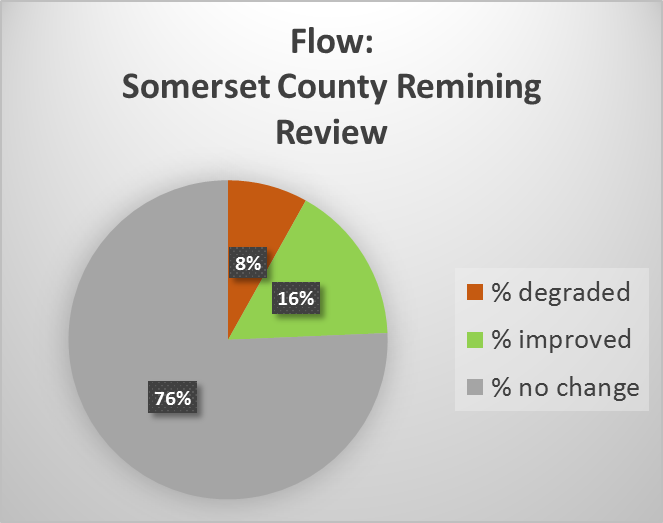 Flow:
Somerset County Remining
Review
8%
16%
76%
% degraded
% improved
% no change